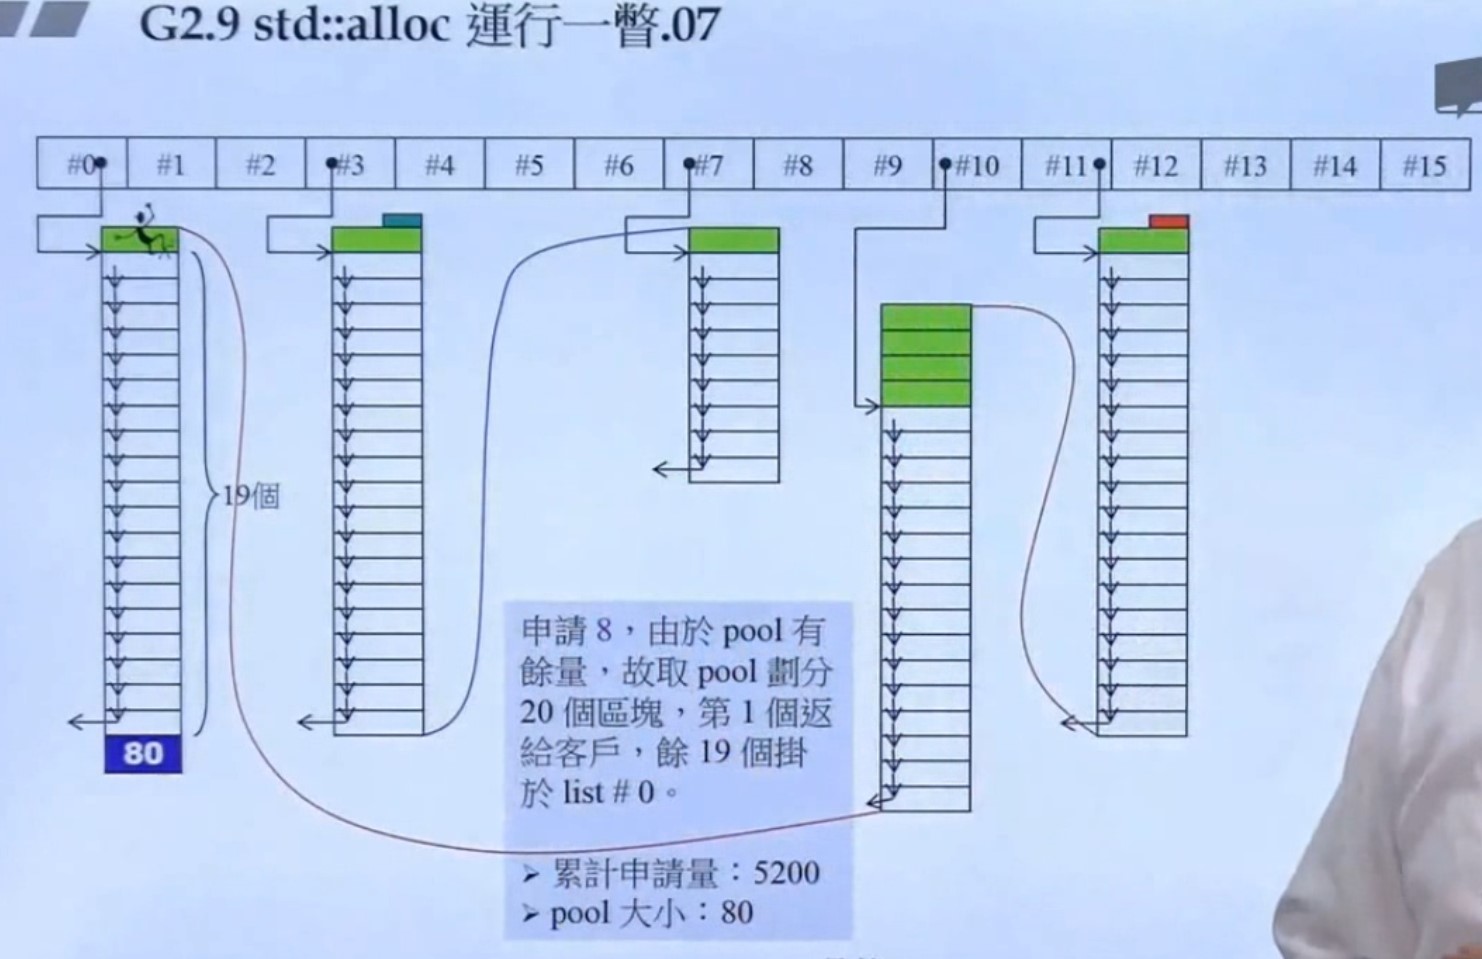 G2.9 std::alloc 運行一瞥.07
#0 #1 #2 #3 #4 #5 #6 #7 #8 #9 #10 #11 #12 #13 #14 #15
19個
80
申請 8，由於 pool 有
餘量，故取 pool 劃分
20 個區塊，第 1 個返
給客戶，餘 19 個掛
於 list # 0。
➢ 累計申請量：5200
➢ pool 大小：80